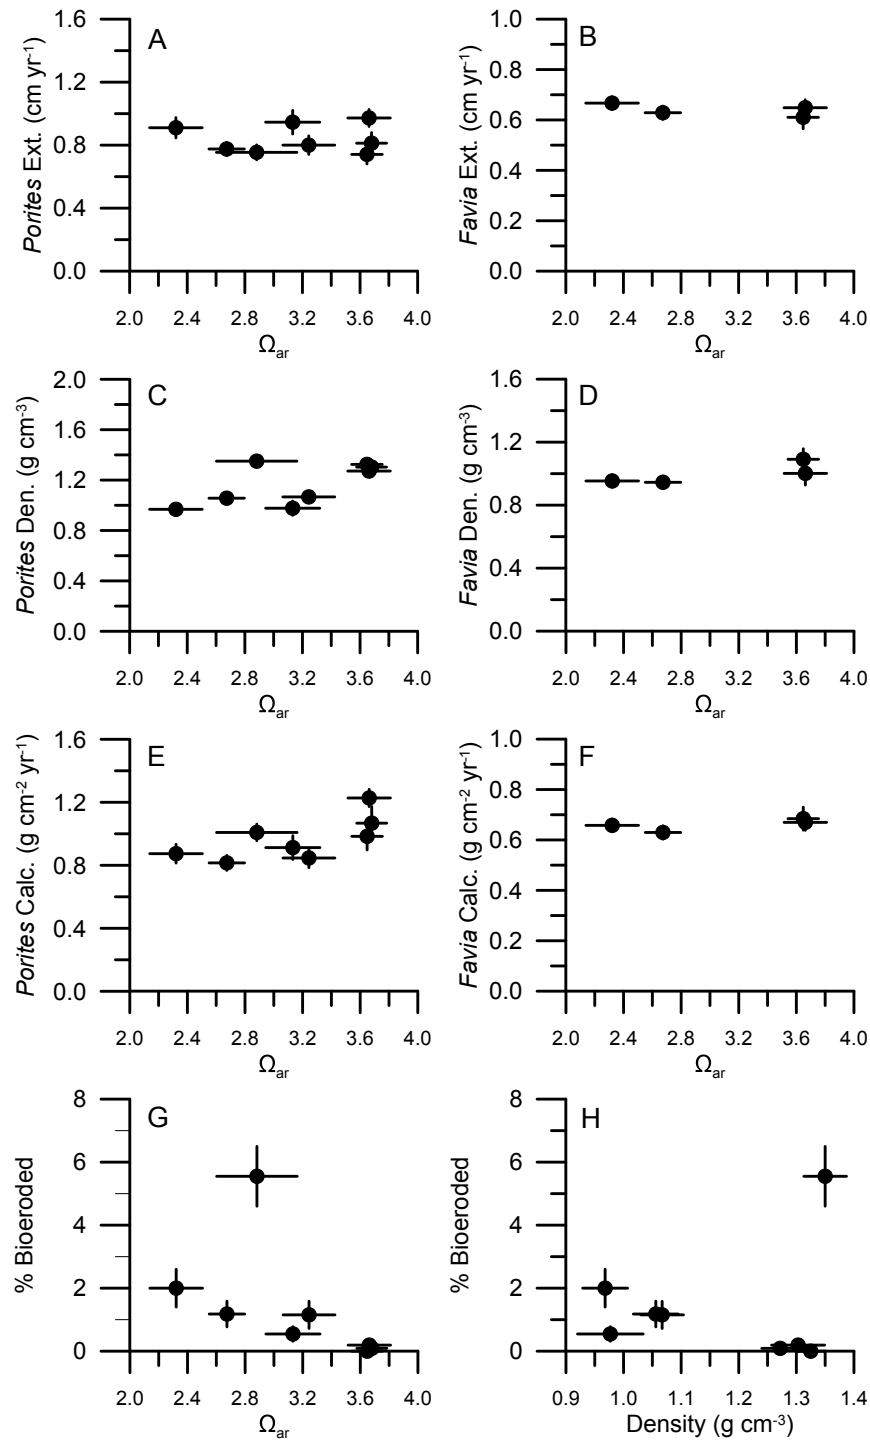 A
Porites Ext. (cm yr⁻¹)
1.6
1.2
0.8
0.4
0.0
2.0 2.4 2.8 3.2 3.6 4.0
Ωar
B
Favia Ext. (cm yr⁻¹)
1.0
0.8
0.6
0.4
0.2
0.0
2.0 2.4 2.8 3.2 3.6 4.0
Ωar
C
Porites Den. (g cm⁻³)
2.0
1.6
1.2
0.8
0.4
0.0
2.0 2.4 2.8 3.2 3.6 4.0
Ωar
D
Favia Den. (g cm⁻³)
1.6
1.2
0.8
0.4
0.0
2.0 2.4 2.8 3.2 3.6 4.0
Ωar
E
Porites Calc. (g cm⁻² yr⁻¹)
1.6
1.2
0.8
0.4
0.0
2.0 2.4 2.8 3.2 3.6 4.0
Ωar
F
Favia Calc. (g cm⁻² yr⁻¹)
1.0
0.8
0.6
0.4
0.2
0.0
2.0 2.4 2.8 3.2 3.6 4.0
Ωar
G
% Bioeroded
8
6
4
2
0
2.0 2.4 2.8 3.2 3.6 4.0
Ωar
H
% Bioeroded
8
6
4
2
0
0.9 1.0 1.1 1.2 1.3 1.4
Density (g cm⁻³)